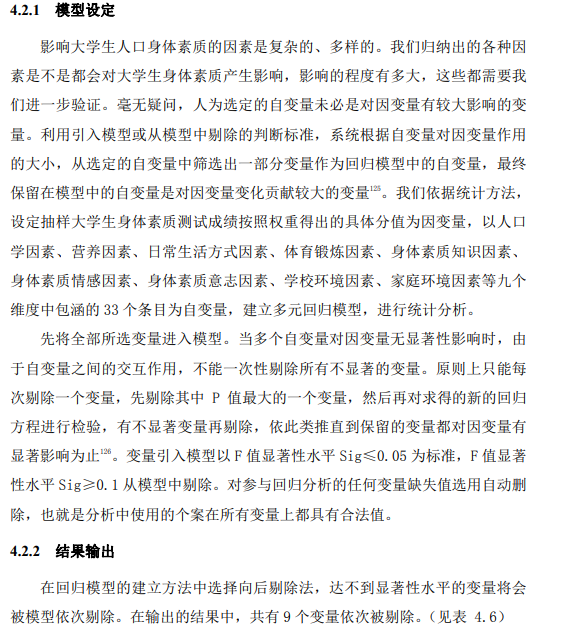 4.2.1 模型设定
影响大学生人口身体素质的因素是复杂的、多样的。我们归纳出的各种因
素是不是都会对大学生身体素质产生影响，影响的程度有多大，这些都需要我
们进一步验证。毫无疑问，人为选定的自变量未必是对因变量有较大影响的变
量。利用引入模型或从模型中剔除的判断标准，系统根据自变量对因变量作用
的大小，从选定的自变量中筛选出一部分变量作为回归模型中的自变量，最终
保留在模型中的自变量是对因变量变化贡献较大的变量125。我们依据统计方法，
设定抽样大学生身体素质测试成绩按照权重得出的具体分值为因变量，以人口
学因素、营养因素、日常生活方式因素、体育锻炼因素、身体素质知识因素、
身体素质情感因素、身体素质意志因素、学校环境因素、家庭环境因素等九个
维度中包涵的 33 个条目为自变量，建立多元回归模型，进行统计分析。
先将全部所选变量进入模型。当多个自变量对因变量无显著性影响时，由
于自变量之间的交互作用，不能一次性剔除所有不显著的变量。原则上只能每
次剔除一个变量，先剔除其中 P 值最大的一个变量，然后再对求得的新的回归
方程进行检验，有不显著变量再剔除，依此类推直到保留的变量都对因变量有
显著影响为止126。变量引入模型以 F 值显著性水平 Sig≤0.05 为标准，F 值显著
性水平 Sig≥0.1 从模型中剔除。对参与回归分析的任何变量缺失值选用自动删
除，也就是分析中使用的个案在所有变量上都具有合法值。
4.2.2 结果输出
在回归模型的建立方法中选择向后剔除法，达不到显著性水平的变量将会
被模型依次剔除。在输出的结果中，共有 9 个变量依次被剔除。（见表 4.6）